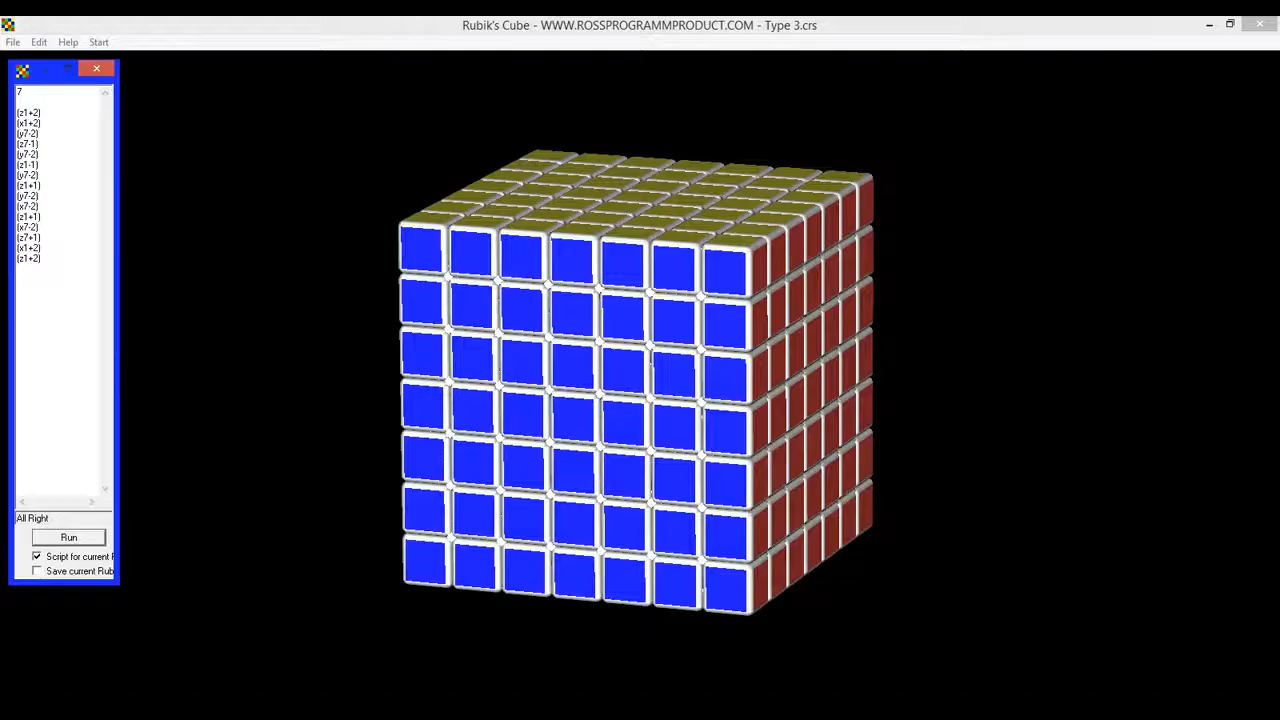 Rubik's Cube - WWW.ROSSPROGRAMMPRODUCT.COM - Type 3.crs
File Edit Help Start
7
(z1+2)
(x1+2)
(y7-2)
(z7-1)
(y7-2)
(z1-1)
(y7-2)
(z1+1)
(y7-2)
(x7-2)
(z1+1)
(x7-2)
(z7+1)
(x1+2)
(z1+2)
All Right
Run
Script for current R
Save current Rub